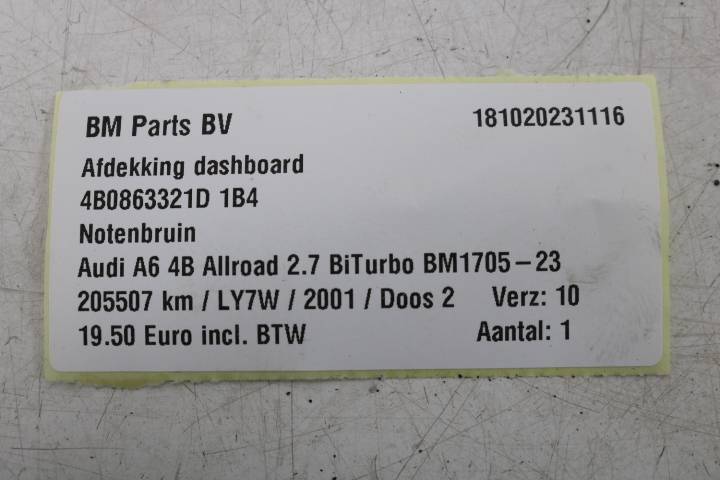 BM Parts BV 181020231116
Afdekking dashboard
4B0863321D 1B4
Notenbruin
Audi A6 4B Allroad 2.7 BiTurbo BM1705-23
205507 km / LY7W / 2001 / Doos 2 Verz: 10
19.50 Euro incl. BTW Aantal: 1